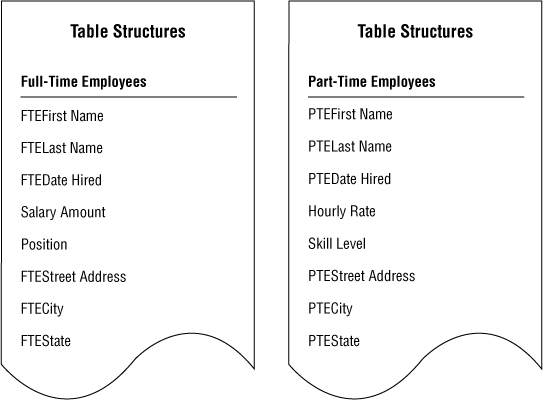 Table Structures
Full-Time Employees
FTEFirst Name
FTELast Name
FTEDate Hired
Salary Amount
Position
FTEStreet Address
FTECity
FTEState
Table Structures
Part-Time Employees
PTEFirst Name
PTELast Name
PTEDate Hired
Hourly Rate
Skill Level
PTEStreet Address
PTECity
PTEState